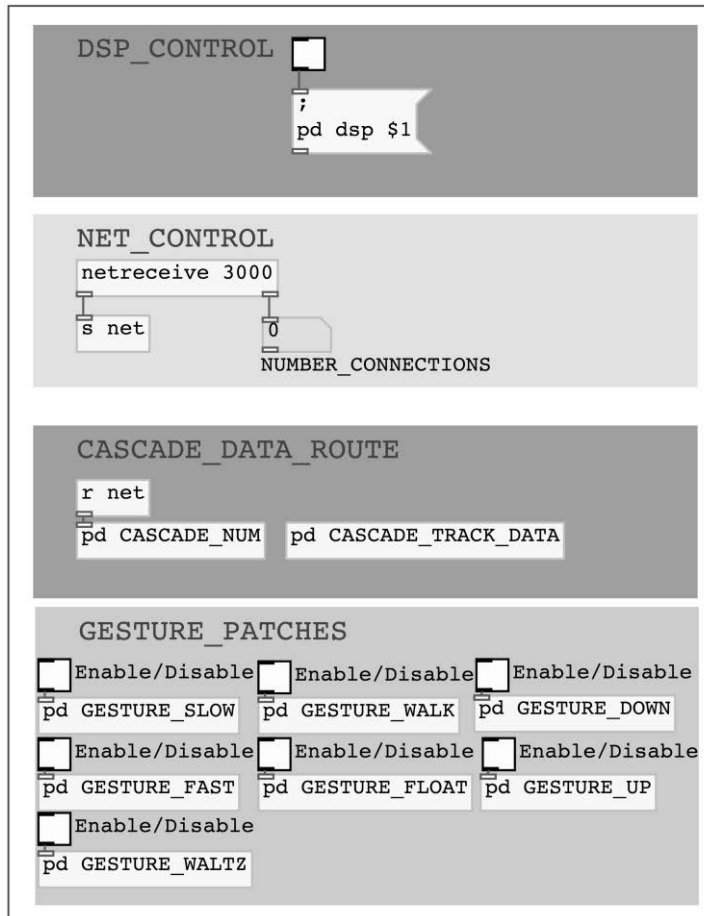 DSP_CONTROL
;
pd dsp $1
NET_CONTROL
netreceive 3000
s net
0
NUMBER_CONNECTIONS
CASCADE_DATA_ROUTE
r net
pd CASCADE_NUM
pd CASCADE_TRACK_DATA
GESTURE_PATCHES
Enable/Disable
Enable/Disable
Enable/Disable
pd GESTURE_SLOW
pd GESTURE_WALK
pd GESTURE_DOWN
Enable/Disable
Enable/Disable
Enable/Disable
pd GESTURE_FAST
pd GESTURE_FLOAT
pd GESTURE_UP
Enable/Disable
pd GESTURE_WALTZ